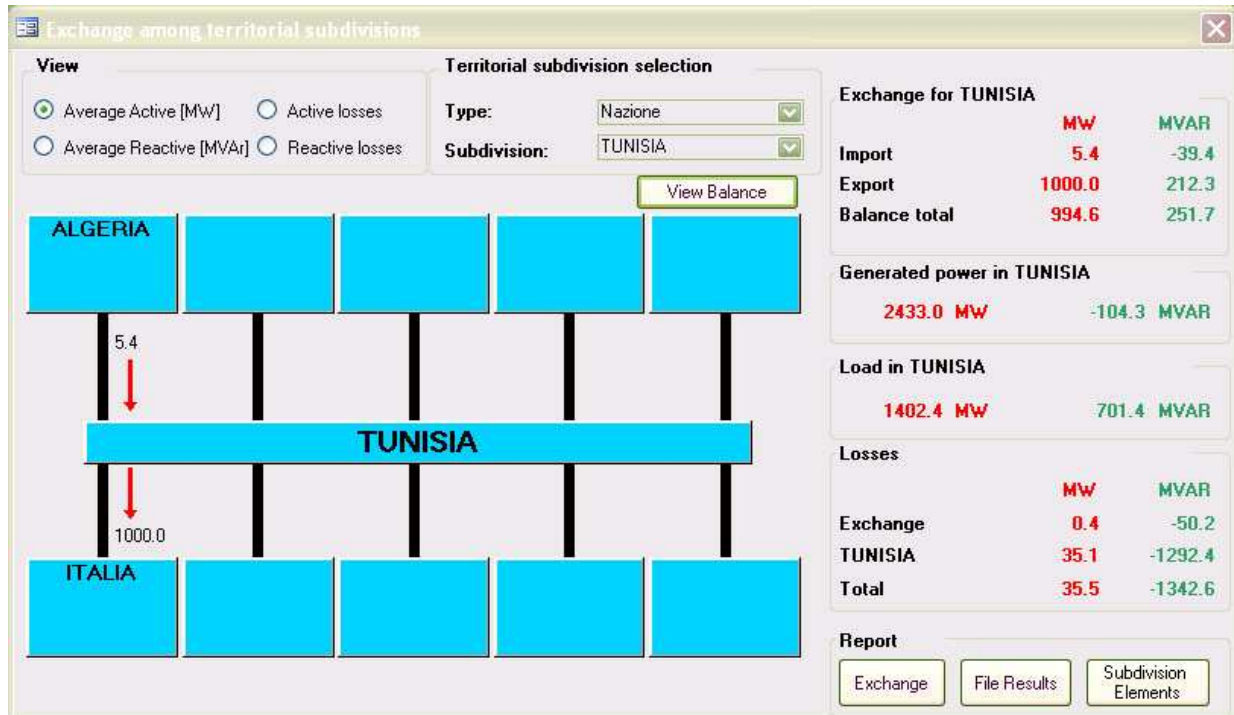 Exchange among territorial subdivisions
View
Average Active [MW] Active losses
Average Reactive [MVAr] Reactive losses
Territorial subdivision selection
Type: Nazione
Subdivision: TUNISIA
View Balance
ALGERIA
5.4
TUNISIA
1000.0
ITALIA
Exchange for TUNISIA
MW MVAR
Import 5.4 -39.4
Export 1000.0 212.3
Balance total 994.6 251.7
Generated power in TUNISIA
2433.0 MW -104.3 MVAR
Load in TUNISIA
1402.4 MW 701.4 MVAR
Losses
MW MVAR
Exchange 0.4 -50.2
TUNISIA 35.1 -1292.4
Total 35.5 -1342.6
Report
Exchange
File Results
Subdivision
Elements